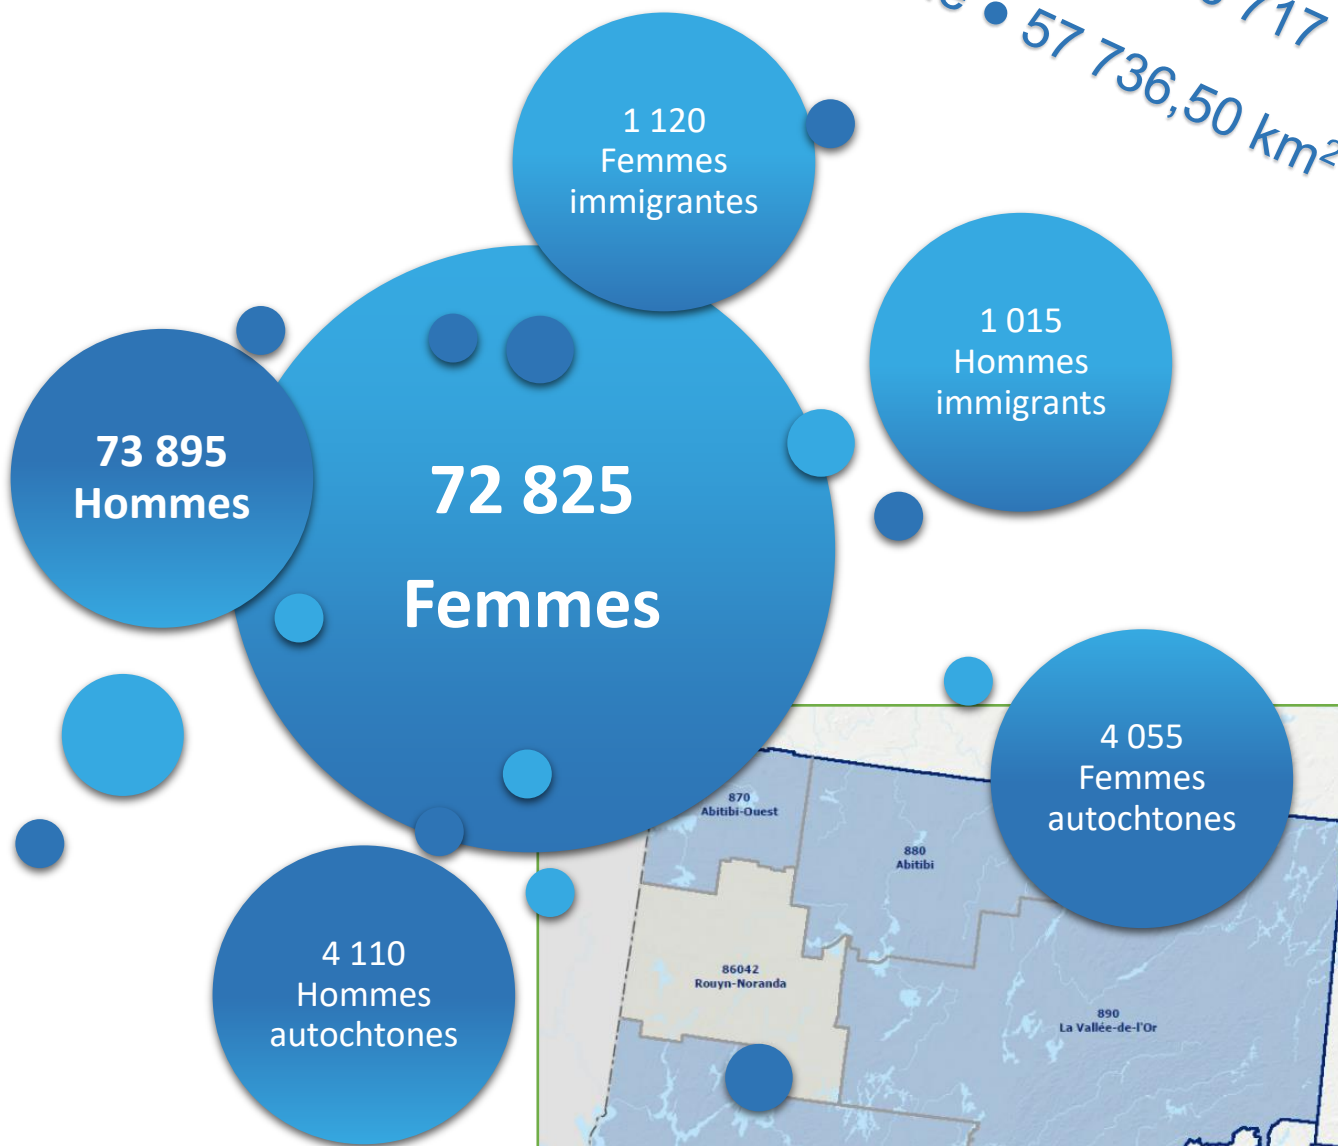 717
• 57 736,50 km²
1 120
Femmes
immigrantes
1 015
Hommes
immigrants
73 895
Hommes
72 825
Femmes
4 055
Femmes
autochtones
870
Abitibi-Ouest
880
Abitibi
4 110
Hommes
autochtones
86042
Rouyn-Noranda
890
La Vallée-de-l'Or